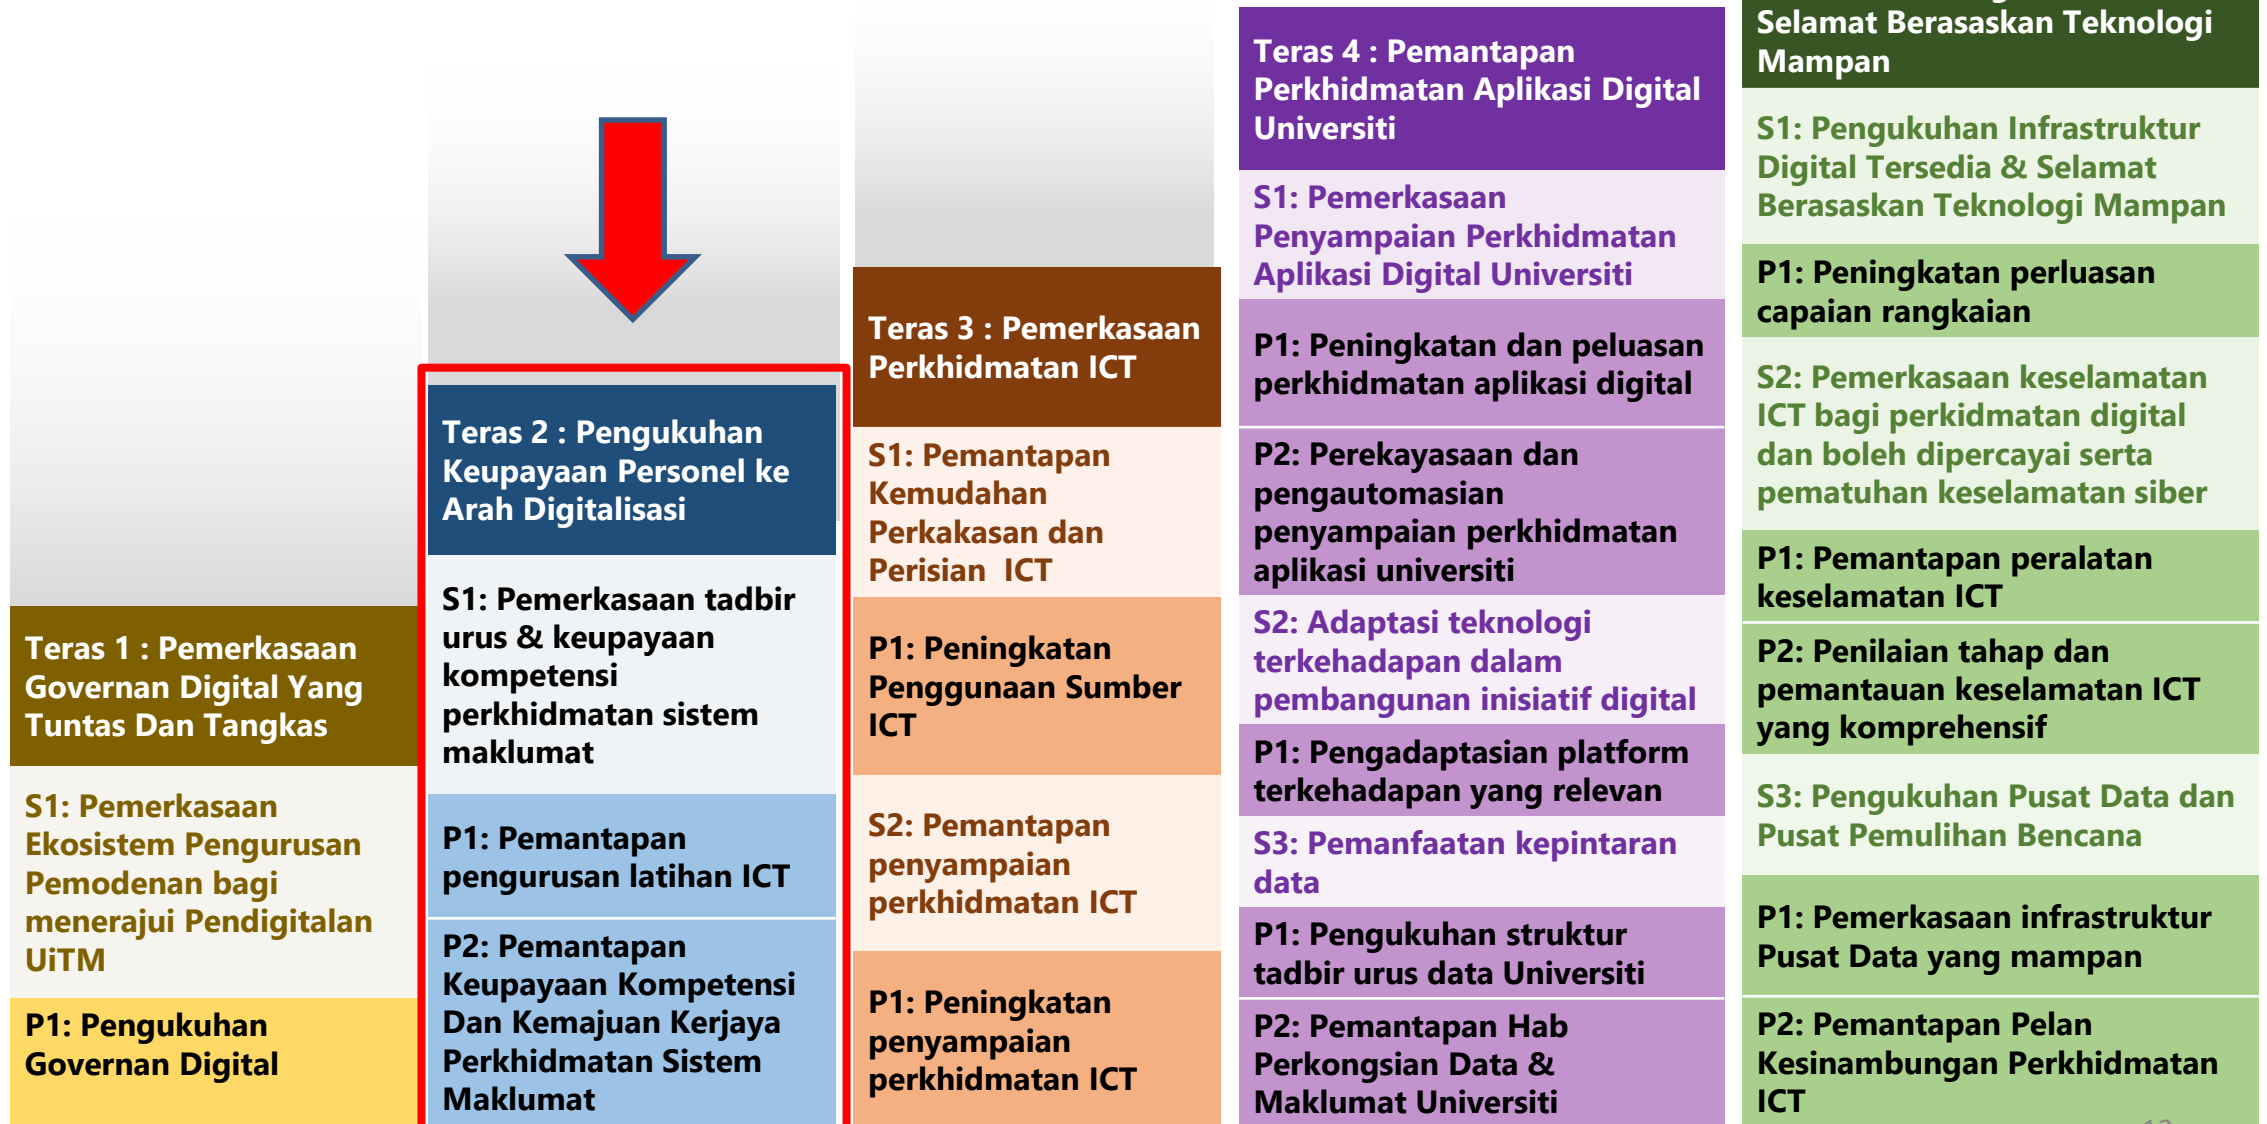 Teras 1 : Pemerkasaan
Governan Digital Yang
Tuntas Dan Tangkas
S1: Pemerkasaan
Ekosistem Pengurusan
Pemodenan bagi
menerajui Pendigitalan
UiTM
P1: Pengukuhan
Governan Digital
Teras 2 : Pengukuhan
Keupayaan Personel ke
Arah Digitalisasi
S1: Pemerkasaan tadbir
urus & keupayaan
kompetensi
perkhidmatan sistem
maklumat
P1: Pemantapan
pengurusan latihan ICT
P2: Pemantapan
Keupayaan Kompetensi
Dan Kemajuan Kerjaya
Perkhidmatan Sistem
Maklumat
Teras 3 : Pemerkasaan
Perkhidmatan ICT
S1: Pemantapan
Kemudahan
Perkakasan dan
Perisian ICT
P1: Peningkatan
Penggunaan Sumber
ICT
S2: Pemantapan
penyampaian
perkhidmatan ICT
P1: Peningkatan
penyampaian
perkhidmatan ICT
Teras 4 : Pemantapan
Perkhidmatan Aplikasi Digital
Universiti
S1: Pemerkasaan
Penyampaian Perkhidmatan
Aplikasi Digital Universiti
P1: Peningkatan dan peluasan
perkhidmatan aplikasi digital
P2: Perekayasaan dan
pengautomasian
penyampaian perkhidmatan
aplikasi universiti
S2: Adaptasi teknologi
terkehadapan dalam
pembangunan inisiatif digital
P1: Pengadaptasian platform
terkehadapan yang relevan
S3: Pemanfaatan kepintaran
data
P1: Pengukuhan struktur
tadbir urus data Universiti
P2: Pemantapan Hab
Perkongsian Data &
Maklumat Universiti
Selamat Berasaskan Teknologi
Mampan
S1: Pengukuhan Infrastruktur
Digital Tersedia & Selamat
Berasaskan Teknologi Mampan
P1: Peningkatan perluasan
capaian rangkaian
S2: Pemerkasaan keselamatan
ICT bagi perkidmatan digital
dan boleh dipercayai serta
pematuhan keselamatan siber
P1: Pemantapan peralatan
keselamatan ICT
P2: Penilaian tahap dan
pemantauan keselamatan ICT
yang komprehensif
S3: Pengukuhan Pusat Data dan
Pusat Pemulihan Bencana
P1: Pemerkasaan infrastruktur
Pusat Data yang mampan
P2: Pemantapan Pelan
Kesinambungan Perkhidmatan
ICT